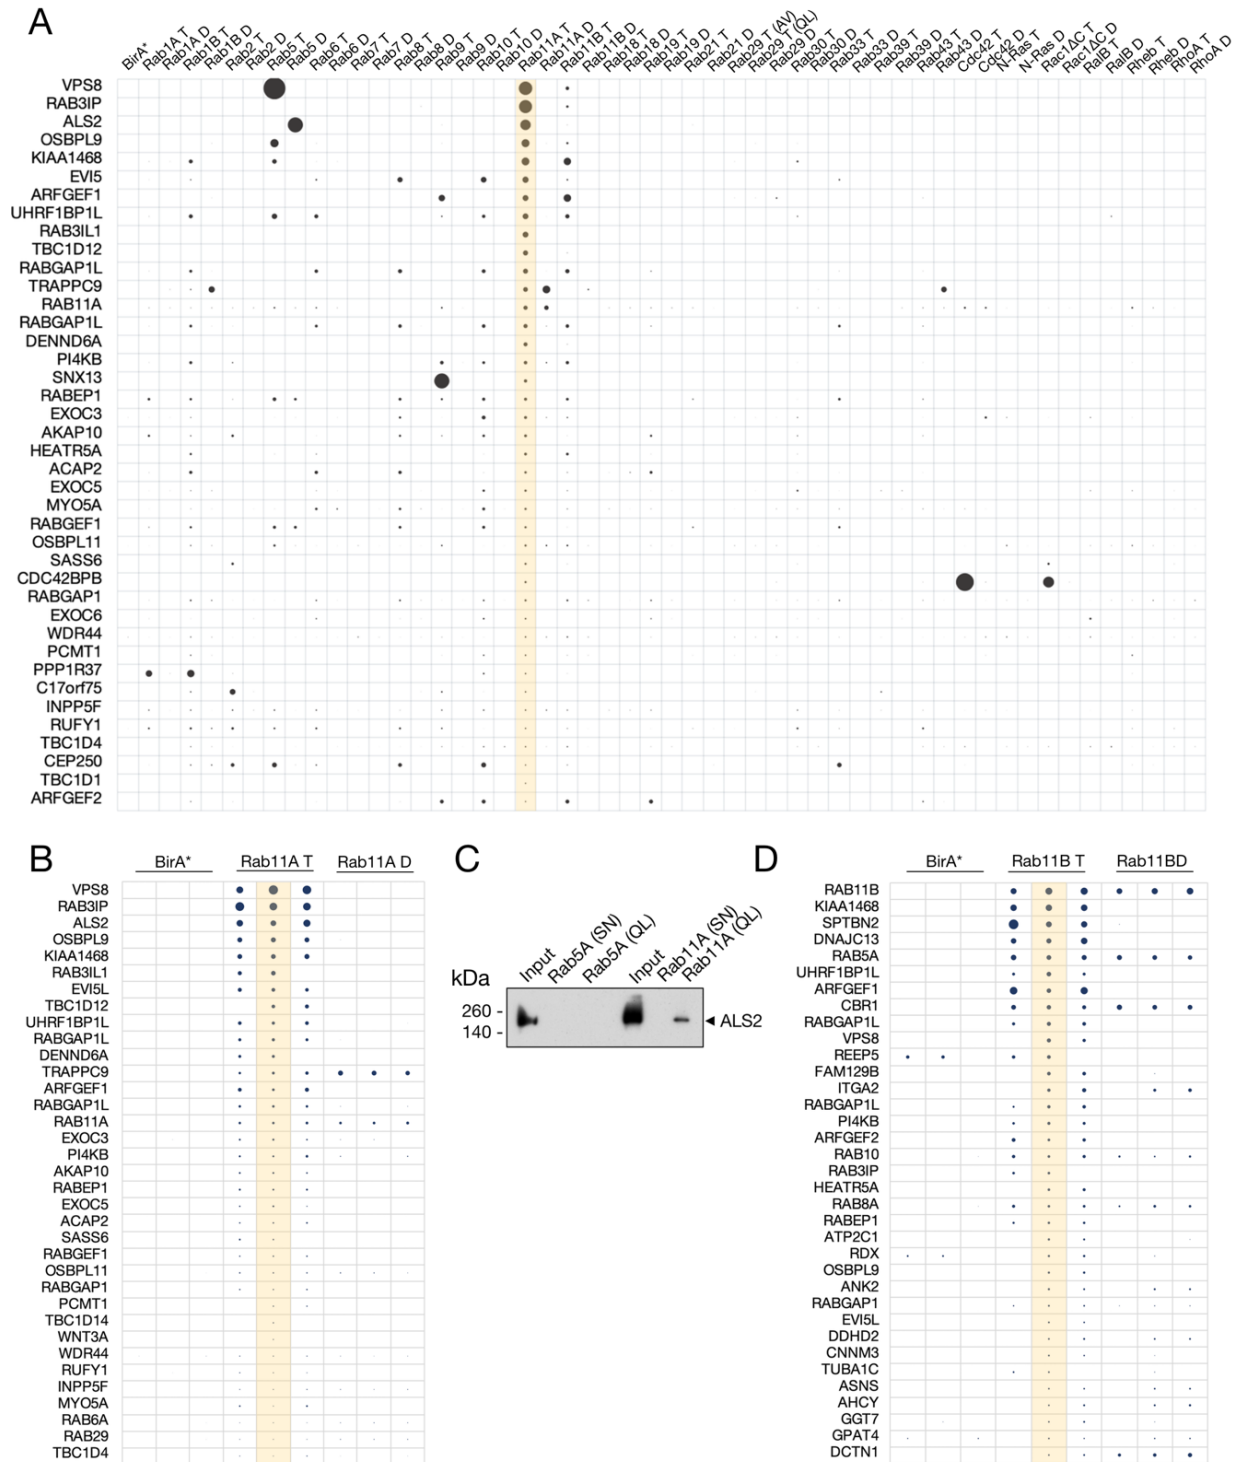 A
BirA*
Rab1A T
Rab1A D
Rab1B T
Rab1B D
Rab2 T
Rab2 D
Rab5 T
Rab5 D
Rab6 T
Rab6 D
Rab7 T
Rab7 D
Rab8 T
Rab8 D
Rab9 T
Rab9 D
Rab10 T
Rab10 D
Rab11A T
Rab11A D
Rab11B T
Rab11B D
Rab18 T
Rab18 D
Rab19 T
Rab19 D
Rab21 T
Rab21 D
Rab29 T (AV)
Rab29 T (QL)
Rab29 D
Rab30 T
Rab30 D
Rab33 T
Rab33 D
Rab39 T
Rab39 D
Rab43 T
Rab43 D
Cdc42 T
Cdc42 D
N-Ras T
N-Ras D
Rac1ΔC T
Rac1ΔC D
RalB T
RalB D
Rheb T
Rheb D
RhoA T
RhoA D
VPS8
RAB3IP
ALS2
OSBPL9
KIAA1468
EVI5
ARFGEF1
UHRF1BP1L
RAB3IL1
TBC1D12
RABGAP1L
TRAPPC9
RAB11A
RABGAP1L
DENND6A
PI4KB
SNX13
RABEP1
EXOC3
AKAP10
HEATR5A
ACAP2
EXOC5
MYO5A
RABGEF1
OSBPL11
SASS6
CDC42BPB
RABGAP1
EXOC6
WDR44
PCMT1
PPP1R37
C17orf75
INPP5F
RUFY1
TBC1D4
CEP250
TBC1D1
ARFGEF2
B
BirA*
Rab11A T
Rab11A D
VPS8
RAB3IP
ALS2
OSBPL9
KIAA1468
RAB3IL1
EVI5L
TBC1D12
UHRF1BP1L
RABGAP1L
DENND6A
TRAPPC9
ARFGEF1
RABGAP1L
RAB11A
EXOC3
PI4KB
AKAP10
RABEP1
EXOC5
ACAP2
SASS6
RABGEF1
OSBPL11
RABGAP1
PCMT1
TBC1D14
WNT3A
WDR44
RUFY1
INPP5F
MYO5A
RAB6A
RAB29
TBC1D4
C
kDa
Input
Rab5A (SN)
Rab5A (QL)
Input
Rab11A (SN)
Rab11A (QL)
260 -
140 -
◄ ALS2
D
BirA*
Rab11B T
Rab11BD
RAB11B
KIAA1468
SPTBN2
DNAJC13
RAB5A
UHRF1BP1L
ARFGEF1
CBR1
RABGAP1L
VPS8
REEP5
FAM129B
ITGA2
RABGAP1L
PI4KB
ARFGEF2
RAB10
RAB3IP
HEATR5A
RAB8A
RABEP1
ATP2C1
RDX
OSBPL9
ANK2
RABGAP1
EVI5L
DDHD2
CNNM3
TUBA1C
ASNS
AHCY
GGT7
GPAT4
DCTN1